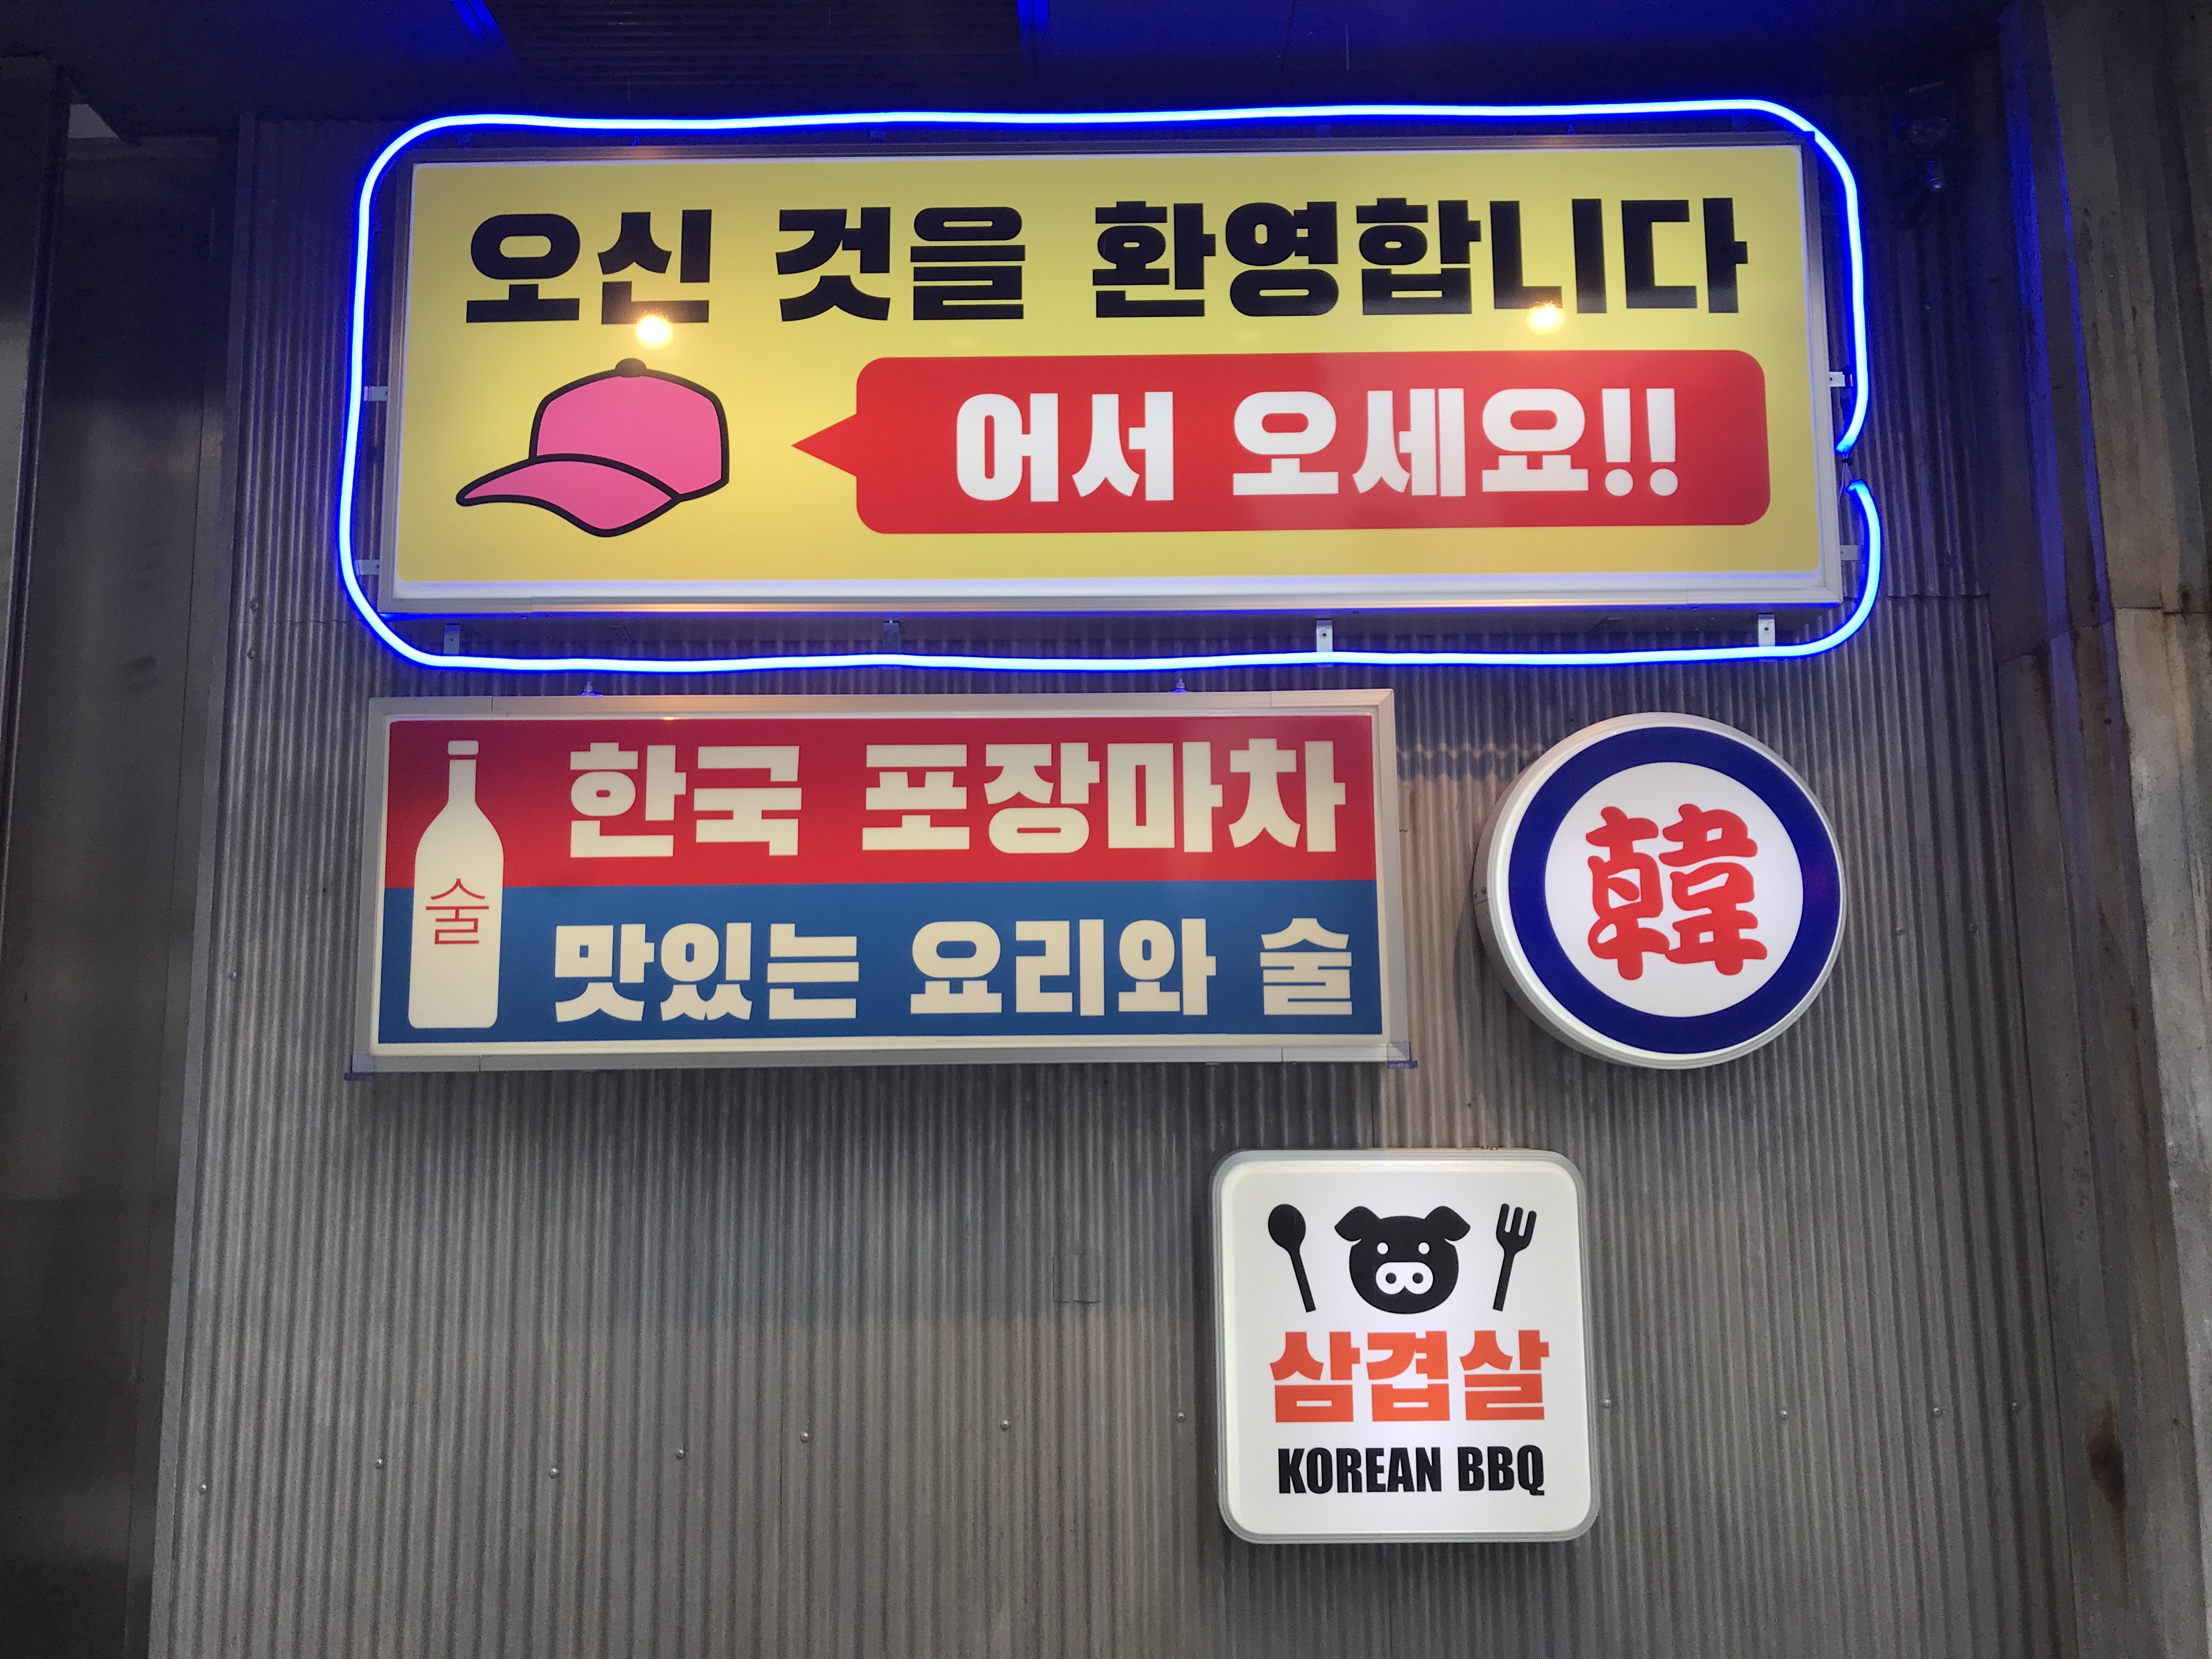 오신 것을 환영합니다
어서 오세요!!
한국 포장마차
술
맛있는 요리와 술
韓
삼겹살
KOREAN BBQ